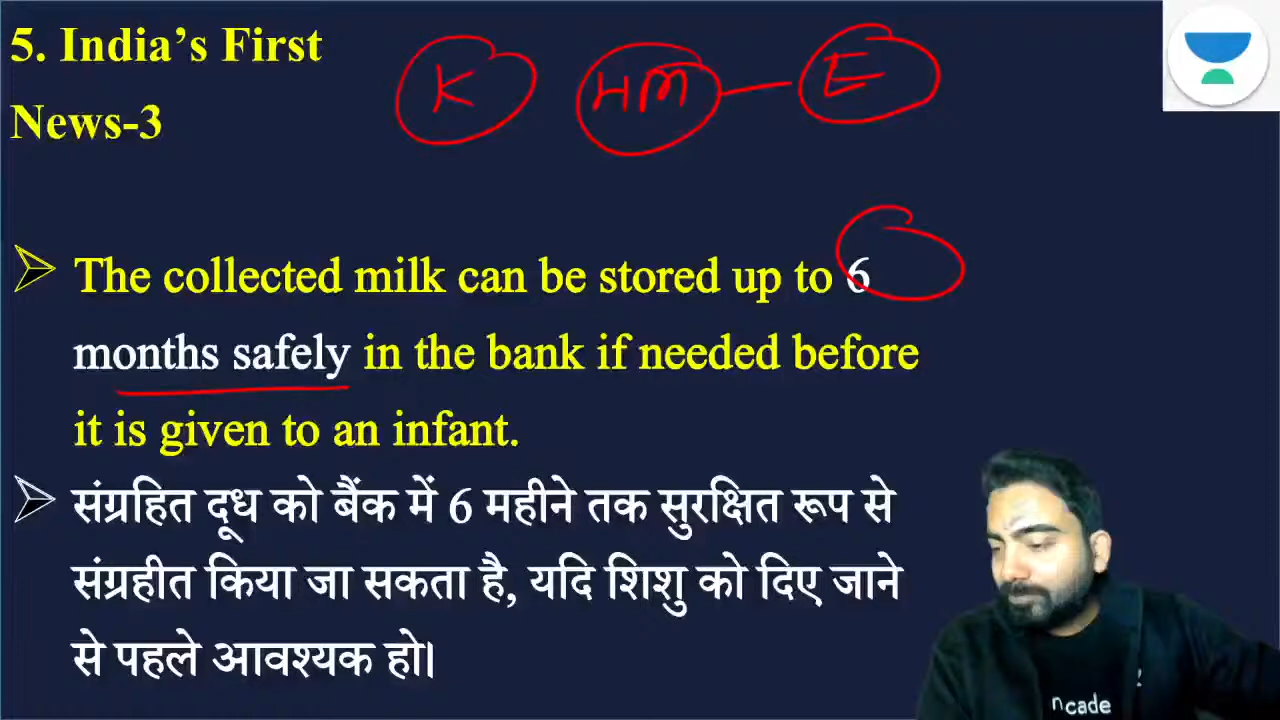 5. India's First
News-3
K HM E
The collected milk can be stored up to 6
months safely in the bank if needed before
it is given to an infant.
संग्रहित दूध को बैंक में 6 महीने तक सुरक्षित रूप से
संग्रहीत किया जा सकता है, यदि शिशु को दिए जाने
से पहले आवश्यक हो।
ncade